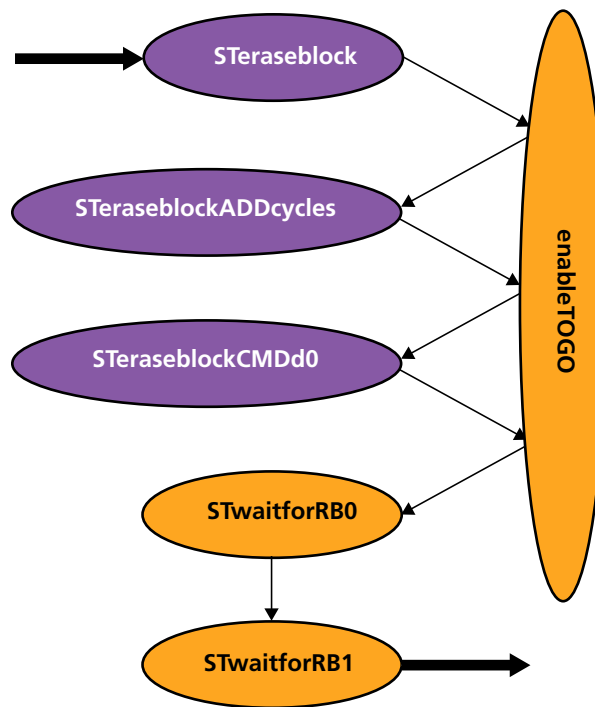 STeraseblock
STeraseblockADDcycles
enableTOGO
STeraseblockCMDd0
STwaitforRB0
STwaitforRB1